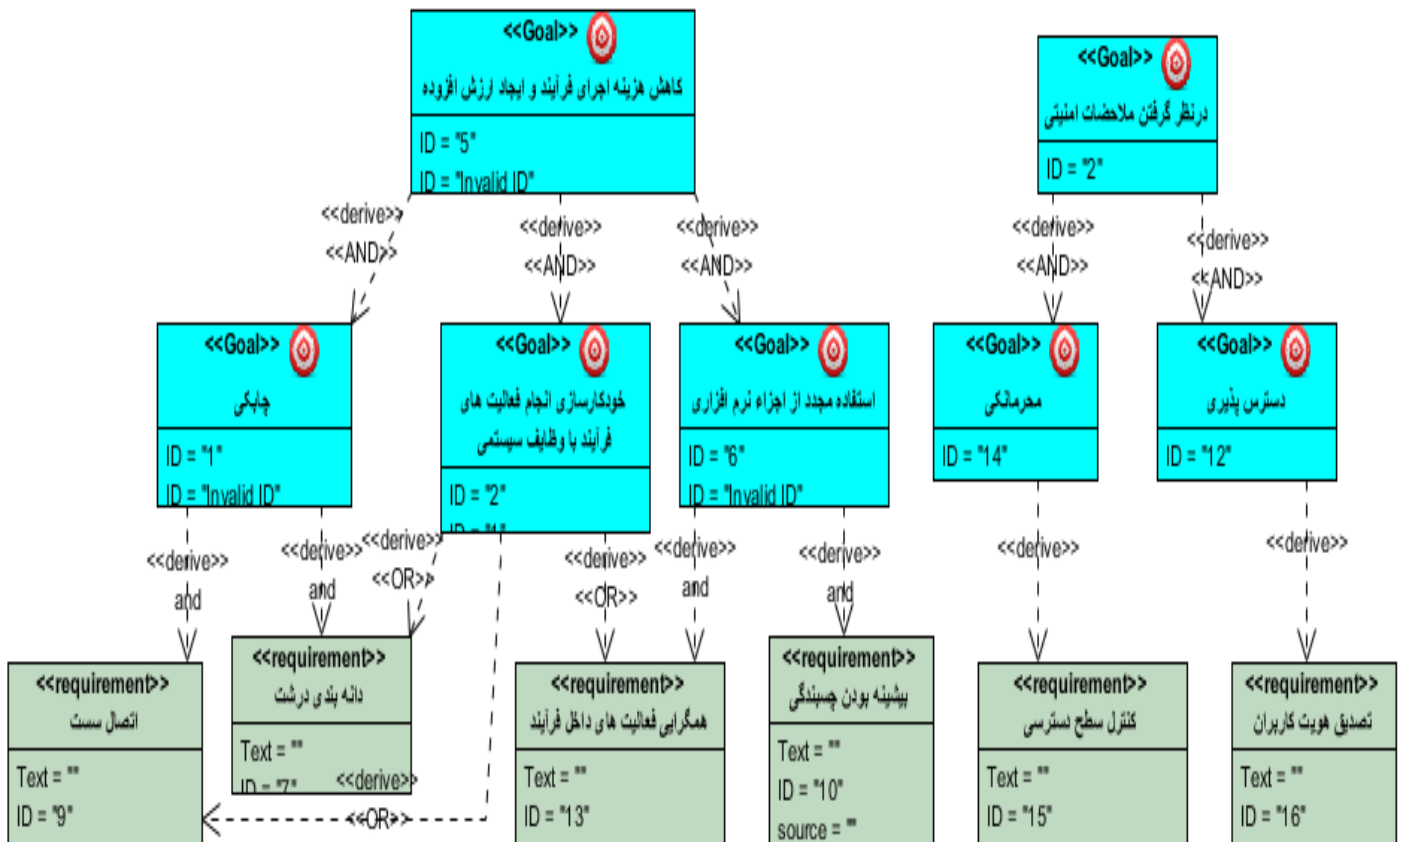 <<Goal>>
کاهش هزینه اجرای فرآیند و ایجاد ارزش افزوده
ID = "5"
ID = "Invalid ID"
<<Goal>>
درنظر گرفتن ملاحضات امنیتی
ID = "2"
<<derive>>
<<AND>>
<<derive>>
<<AND>>
<<derive>>
<<AND>>
<<derive>>
<<AND>>
<<derive>>
<<AND>>
<<Goal>>
چابکی
ID = "1"
ID = "Invalid ID"
<<Goal>>
خودکارسازی انجام فعالیت های
فرآیند با وظایف سیستمی
ID = "2"
ID = "1"
<<Goal>>
استفاده مجدد از اجزاء نرم افزاری
ID = "6"
ID = "Invalid ID"
<<Goal>>
محرمانگی
ID = "14"
<<Goal>>
دسترس پذیری
ID = "12"
<<derive>>
and
<<derive>>
and
<<derive>>
<<OR>>
<<derive>>
<<OR>>
<<derive>>
and
<<derive>>
and
<<derive>>
<<derive>>
<<requirement>>
اتصال سست
Text = ""
ID = "9"
<<requirement>>
دانه بندی درشت
Text = ""
ID = "7"
<<derive>>
<<OR>>
<<requirement>>
همگرایی فعالیت های داخل فرآیند
Text = ""
ID = "13"
<<requirement>>
بیشینه بودن چسبندگی
Text = ""
ID = "10"
source = ""
<<requirement>>
کنترل سطح دسترسی
Text = ""
ID = "15"
<<requirement>>
تصدیق هویت کاربران
Text = ""
ID = "16"